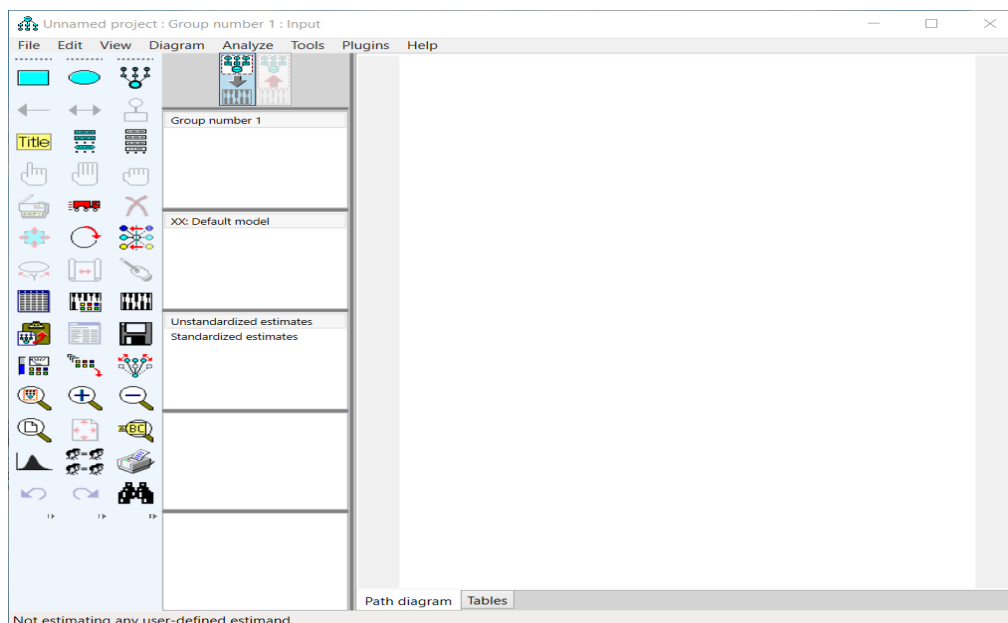 Unnamed project : Group number 1 : Input
File Edit View Diagram Analyze Tools Plugins Help
Title
Group number 1
XX: Default model
Unstandardized estimates
Standardized estimates
ABC
Path diagram Tables
Not estimating any user-defined estimand.